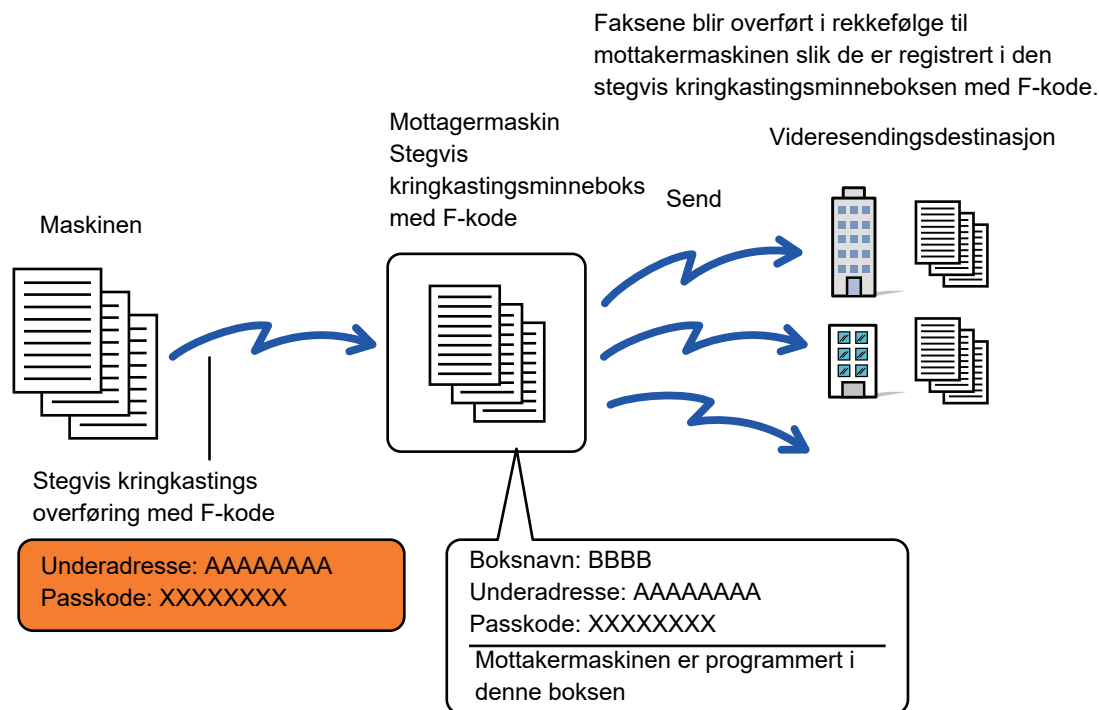 Faksene blir overført i rekkefølge til
mottakermaskinen slik de er registrert i den
stegvis kringkastingsminneboksen med F-kode.
Mottagermaskin
Stegvis
kringkastingsminneboks
med F-kode
Videresendingsdestinasjon
Send
Maskinen
Stegvis kringkastings
overføring med F-kode
Underadresse: AAAAAAAA
Passkode: XXXXXXXX
Boksnavn: BBBB
Underadresse: AAAAAAAA
Passkode: XXXXXXXX
Mottakermaskinen er programmert i
denne boksen